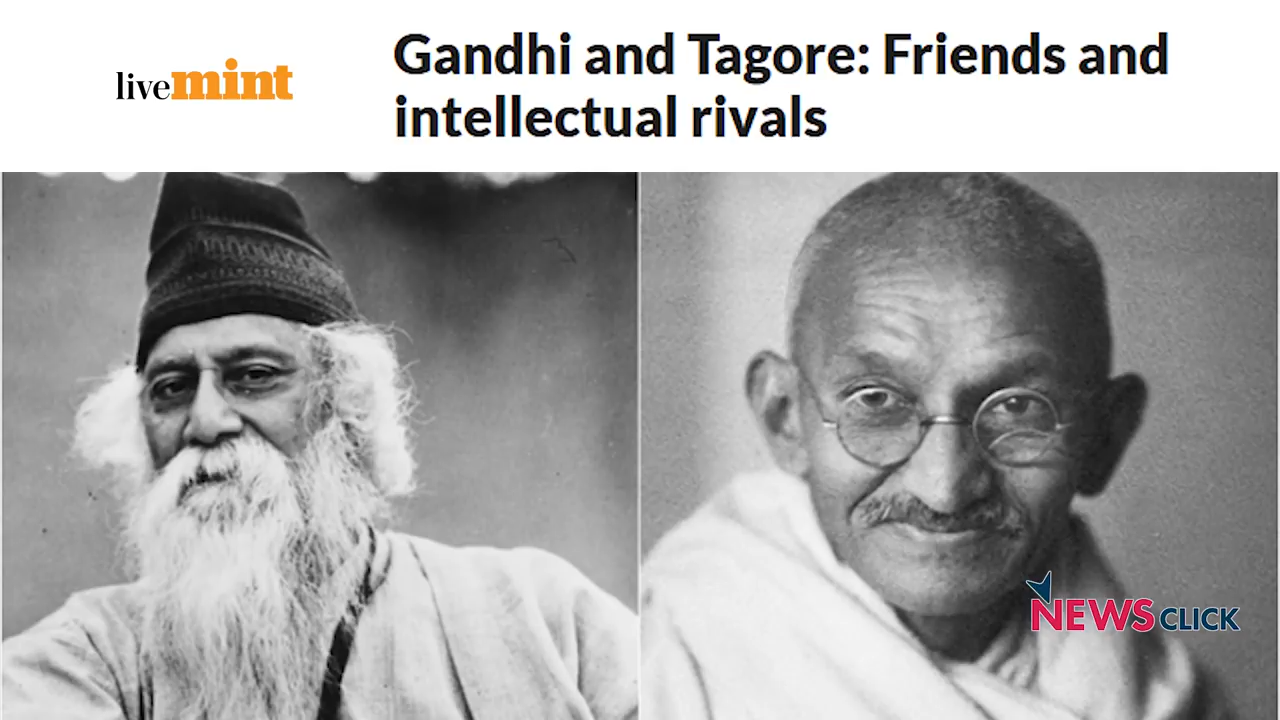 livemint
Gandhi and Tagore: Friends and
intellectual rivals
NEWSCLICK